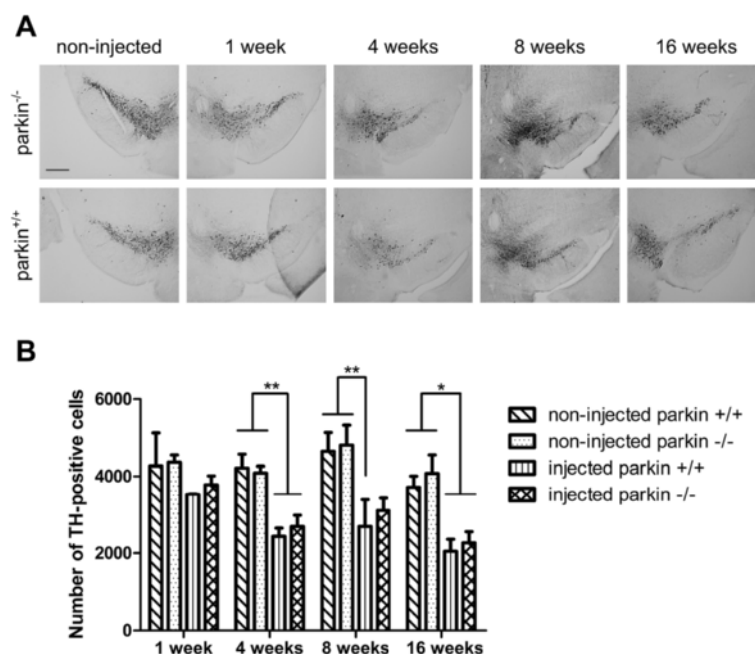 A
non-injected 1 week 4 weeks 8 weeks 16 weeks
parkin-/-
parkin+/+
B
Number of TH-positive cells
6000
4000
2000
0
** ** *
1 week 4 weeks 8 weeks 16 weeks
non-injected parkin +/+
non-injected parkin -/-
injected parkin +/+
injected parkin -/-